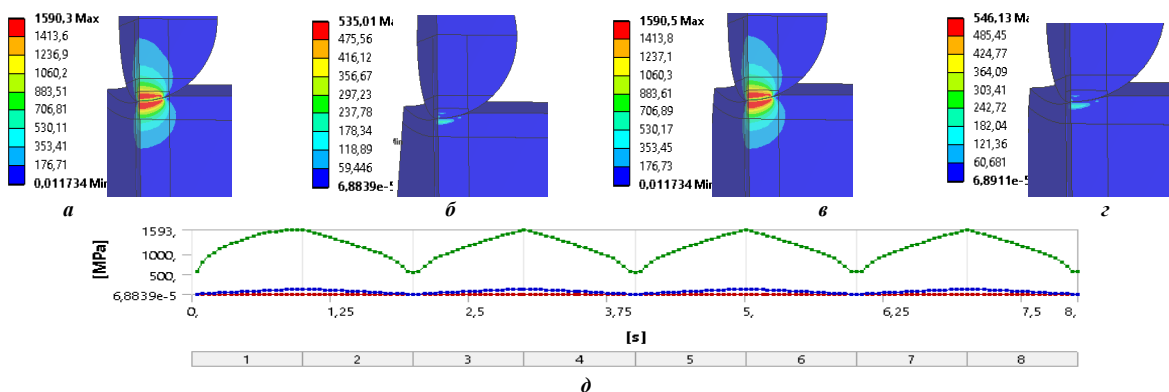 1590,3 Max
1413,6
1236,9
1060,2
883,51
706,81
530,11
353,41
176,71
0,011734 Min
535,01 Ma
475,56
416,12
356,67
297,23
237,78
178,34
118,89
59,446
6,8839e-5
1590,5 Max
1413,8
1237,1
1060,3
883,61
706,89
530,17
353,45
176,73
0,011734 Min
546,13 Ma
485,45
424,77
364,09
303,41
242,72
182,04
121,36
60,681
6,8911e-5
а б в г
[MPa]
1593,
1000,
500,
6,8839e-5
0, 1,25 2,5 3,75 5, 6,25 7,5 8,
[s]
1 2 3 4 5 6 7 8
д